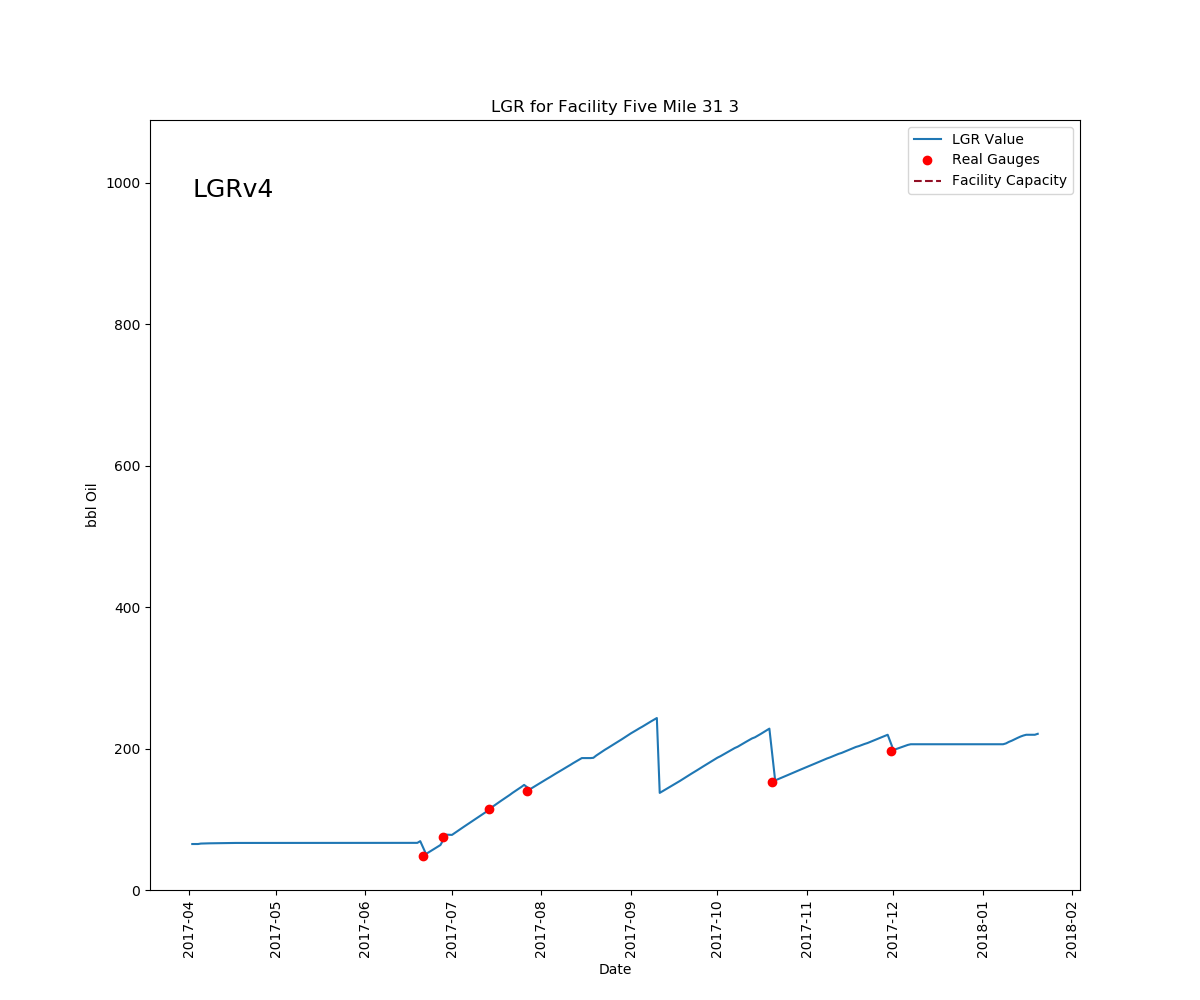 LGR for Facility Five Mile 31 3
LGRv4
LGR Value
Real Gauges
Facility Capacity
1000
800
600
400
200
0
bbl Oil
2017-04
2017-05
2017-06
2017-07
2017-08
2017-09
2017-10
2017-11
2017-12
2018-01
2018-02
Date